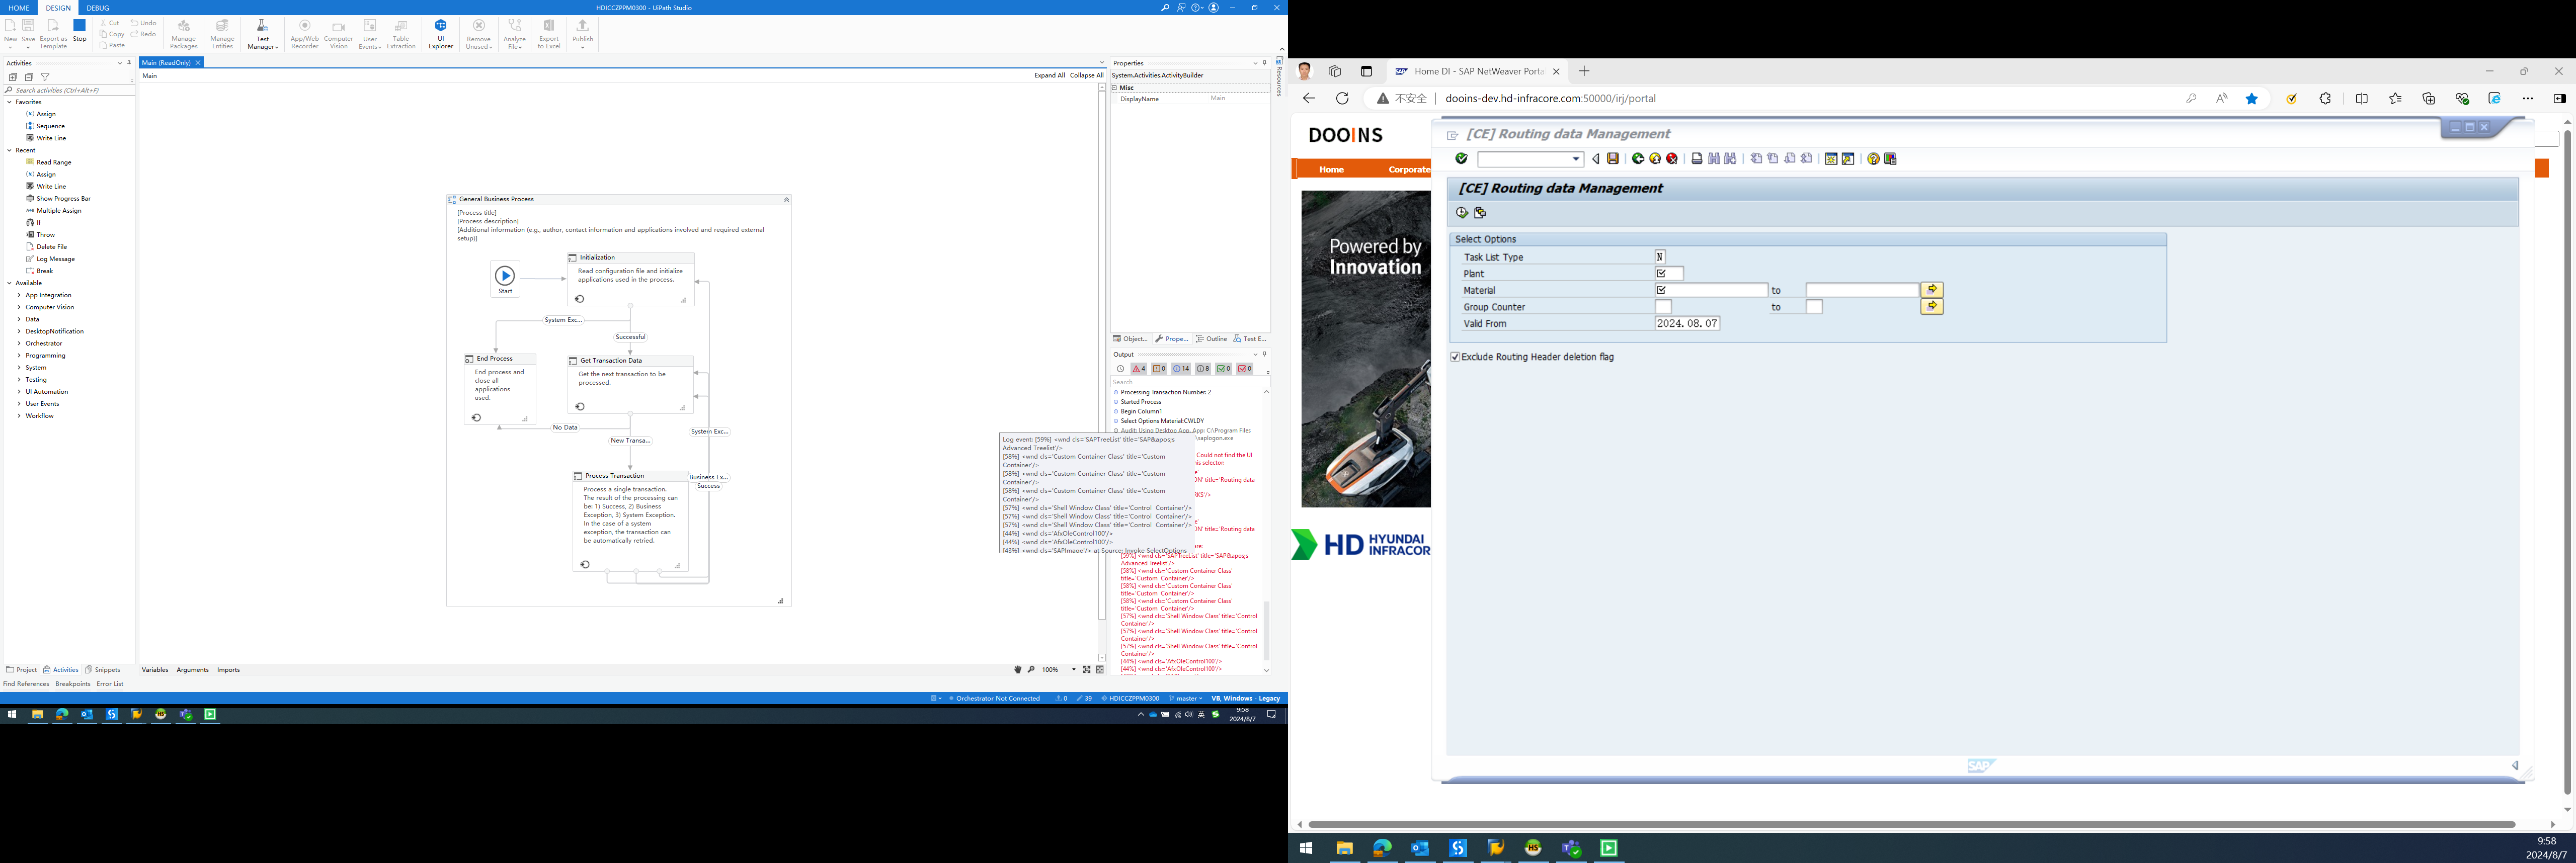 HOME DESIGN DEBUG
HDICCZPPM0300 - UiPath Studio
New
Save
Export as Template
Stop
Cut
Copy
Paste
Undo
Redo
Manage Packages
Manage Entities
Test Manager
App/Web Recorder
Computer Vision
User Events
Table Extraction
UI Explorer
Remove Unused
Analyze File
Export to Excel
Publish
Activities
Search activities (Ctrl+Alt+F)
Favorites
Assign
Sequence
Write Line
Recent
Read Range
Assign
Write Line
Show Progress Bar
Multiple Assign
If
Throw
Delete File
Log Message
Break
Available
App Integration
Computer Vision
Data
DesktopNotification
Orchestrator
Programming
System
Testing
UI Automation
User Events
Workflow
Project Activities Snippets
Find References Breakpoints Error List
Main (ReadOnly)
Main
Expand All Collapse All
General Business Process
[Process title]
[Process description]
[Additional information (e.g., author, contact information and applications involved and required external
setup)]
Start
Initialization
Read configuration file and initialize
applications used in the process.
System Exc...
Successful
End Process
End process and
close all
applications
used.
Get Transaction Data
Get the next transaction to be
processed.
No Data
New Transa...
System Exc...
Process Transaction
Process a single transaction.
The result of the processing can
be: 1) Success, 2) Business
Exception, 3) System Exception.
In the case of a system
exception, the transaction can
be automatically retried.
Business Ex...
Success
Variables Arguments Imports
100%
Properties
System.Activities.ActivityBuilder
Misc
DisplayName Main
Resources
Object... Prope... Outline Test E...
Output
4 0 14 8 0 0
Search
Processing Transaction Number: 2
Started Process
Begin Column1
Select Options Material:CWLDY
Audit: Using Desktop App. App: C:\Program Files
\saplogon.exe
Could not find the UI
is selector:
ON' title='Routing data
RKS'/>
ON' title='Routing data
Log event: [59%] <wnd cls='SAPTreeList' title='SAP&apos;s
Advanced Treelist'/>
[58%] <wnd cls='Custom Container Class' title='Custom
Container'/>
[58%] <wnd cls='Custom Container Class' title='Custom
Container'/>
[58%] <wnd cls='Custom Container Class' title='Custom
Container'/>
[57%] <wnd cls='Shell Window Class' title='Control Container'/>
[57%] <wnd cls='Shell Window Class' title='Control Container'/>
[57%] <wnd cls='Shell Window Class' title='Control Container'/>
[44%] <wnd cls='AfxOleControl100'/>
[44%] <wnd cls='AfxOleControl100'/>
[43%] <wnd cls='SAPImage'/> at Source: Invoke SelectOptions
[59%] <wnd cls='SAPTreeList' title='SAP&apos;s
Advanced Treelist'/>
[58%] <wnd cls='Custom Container Class'
title='Custom Container'/>
[58%] <wnd cls='Custom Container Class'
title='Custom Container'/>
[58%] <wnd cls='Custom Container Class'
title='Custom Container'/>
[57%] <wnd cls='Shell Window Class' title='Control
Container'/>
[57%] <wnd cls='Shell Window Class' title='Control
Container'/>
[57%] <wnd cls='Shell Window Class' title='Control
Container'/>
[44%] <wnd cls='AfxOleControl100'/>
[44%] <wnd cls='AfxOleControl100'/>
Orchestrator Not Connected 0 39 HDICCZPPM0300 master VB, Windows - Legacy
英
9:58
2024/8/7
Home DI - SAP NetWeaver Porta
不安全 dooins-dev.hd-infracore.com:50000/irj/portal
DOOINS
Home Corporate
Powered by
Innovation
HD HYUNDAI
INFRACOR
[CE] Routing data Management
[CE] Routing data Management
Select Options
Task List Type N
Plant
Material to
Group Counter to
Valid From 2024.08.07
Exclude Routing Header deletion flag
SAP
9:58
2024/8/7